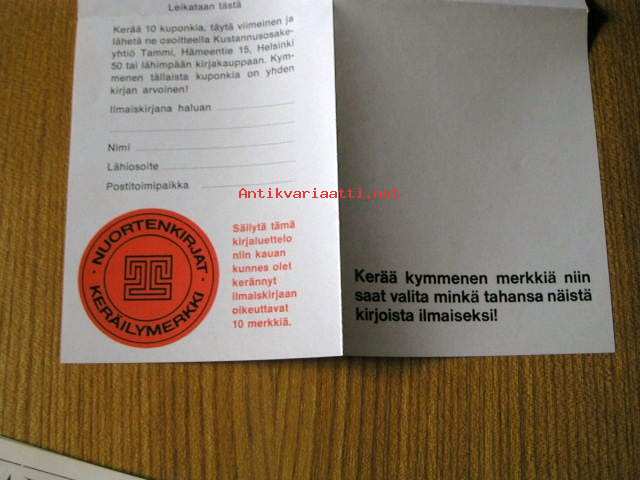 Leikataan tästä
Kerää 10 kuponkia, täytä viimeinen ja
lähetä ne osoitteella Kustannusosake-
yhtiö Tammi, Hämeentie 15, Helsinki
50 tai lähimpään kirjakauppaan. Kym-
menen tällaista kuponkia on yhden
kirjan arvoinen!
Ilmaiskirjana haluan
Nimi
Lähiosoite
Postitoimipaikka
Antikvariaatti.net
NUORTENKIRJAT
KERÄILYMERKKI
Säilytä tämä
kirjaluettelo
niin kauan
kunnes olet
kerännyt
ilmaiskirjaan
oikeuttavat
10 merkkiä.
Kerää kymmenen merkkiä niin
saat valita minkä tahansa näistä
kirjoista ilmaiseksi!